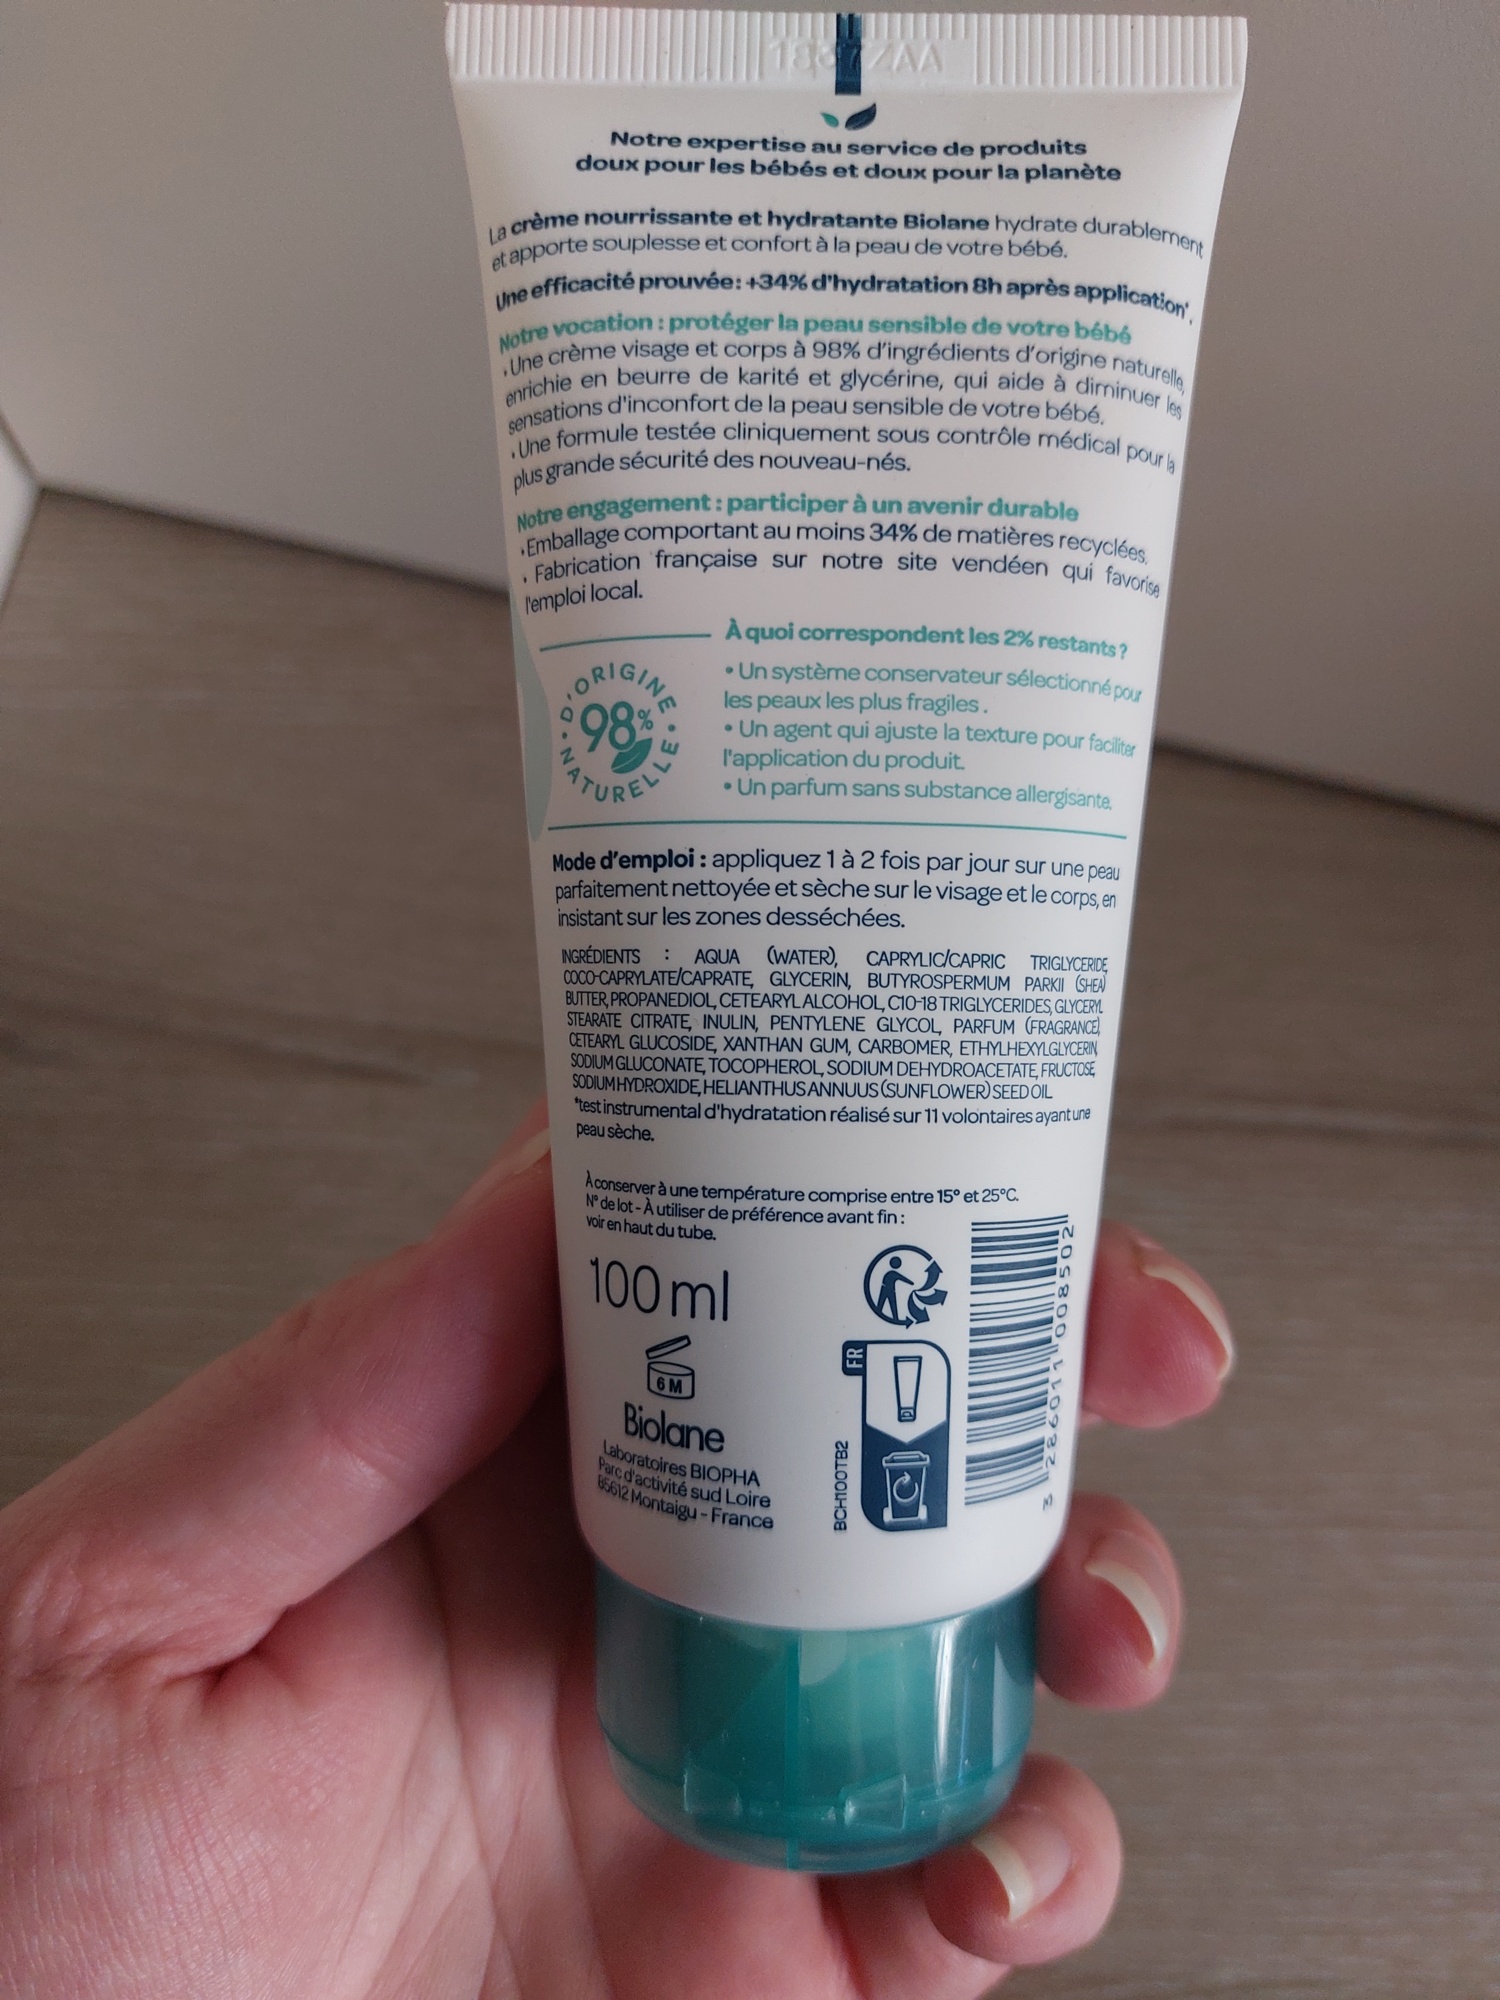 Notre expertise au service de produits
doux pour les bébés et doux pour la planète
La crème nourrissante et hydratante Biolane hydrate durablement
et apporte souplesse et confort à la peau de votre bébé.
Une efficacité prouvée : +34% d'hydratation 8h après application*.
Notre vocation : protéger la peau sensible de votre bébé
• Une crème visage et corps à 98% d'ingrédients d'origine naturelle,
enrichie en beurre de karité et glycérine, qui aide à diminuer les
sensations d'inconfort de la peau sensible de votre bébé.
• Une formule testée cliniquement sous contrôle médical pour la
plus grande sécurité des nouveau-nés.
Notre engagement : participer à un avenir durable
• Emballage comportant au moins 34% de matières recyclées.
• Fabrication française sur notre site vendéen qui favorise
l'emploi local.
D'ORIGINE
98%
NATURELLE
À quoi correspondent les 2% restants ?
• Un système conservateur sélectionné pour
les peaux les plus fragiles .
• Un agent qui ajuste la texture pour faciliter
l'application du produit.
• Un parfum sans substance allergisante.
Mode d'emploi : appliquez 1 à 2 fois par jour sur une peau
parfaitement nettoyée et sèche sur le visage et le corps, en
insistant sur les zones desséchées.
INGRÉDIENTS : AQUA (WATER), CAPRYLIC/CAPRIC TRIGLYCERIDE,
COCO-CAPRYLATE/CAPRATE, GLYCERIN, BUTYROSPERMUM PARKII (SHEA)
BUTTER, PROPANEDIOL, CETEARYL ALCOHOL, C10-18 TRIGLYCERIDES, GLYCERYL
STEARATE CITRATE, INULIN, PENTYLENE GLYCOL, PARFUM (FRAGRANCE),
CETEARYL GLUCOSIDE, XANTHAN GUM, CARBOMER, ETHYLHEXYLGLYCERIN,
SODIUM GLUCONATE, TOCOPHEROL, SODIUM DEHYDROACETATE, FRUCTOSE,
SODIUM HYDROXIDE, HELIANTHUS ANNUUS (SUNFLOWER) SEED OIL
*test instrumental d'hydratation réalisé sur 11 volontaires ayant une
peau sèche.
À conserver à une température comprise entre 15° et 25°C.
N° de lot - À utiliser de préférence avant fin :
voir en haut du tube.
100 ml
6 M
Biolane
Laboratoires BIOPHA
Parc d'activité sud Loire
85612 Montaigu - France
FR
BCH100TB2
3 286011 008502